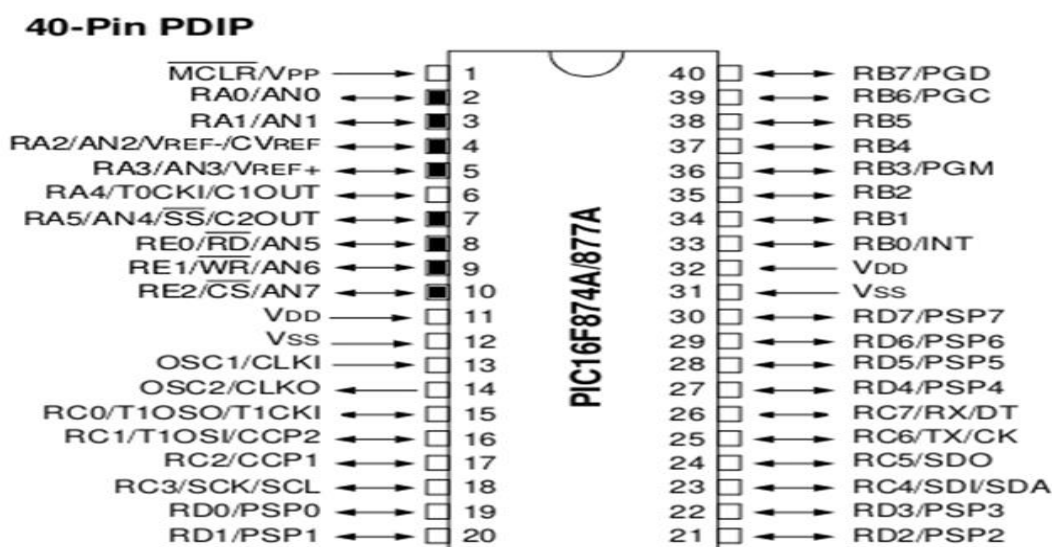 40-Pin PDIP
MCLR/VPP 1 40 RB7/PGD
RA0/AN0 2 39 RB6/PGC
RA1/AN1 3 38 RB5
RA2/AN2/VREF-/CVREF 4 37 RB4
RA3/AN3/VREF+ 5 36 RB3/PGM
RA4/T0CKI/C1OUT 6 35 RB2
RA5/AN4/SS/C2OUT 7 34 RB1
RE0/RD/AN5 8 33 RB0/INT
RE1/WR/AN6 9 32 VDD
RE2/CS/AN7 10 31 VSS
VDD 11 30 RD7/PSP7
VSS 12 29 RD6/PSP6
OSC1/CLKI 13 28 RD5/PSP5
OSC2/CLKO 14 27 RD4/PSP4
RC0/T1OSO/T1CKI 15 26 RC7/RX/DT
RC1/T1OSI/CCP2 16 25 RC6/TX/CK
RC2/CCP1 17 24 RC5/SDO
RC3/SCK/SCL 18 23 RC4/SDI/SDA
RD0/PSP0 19 22 RD3/PSP3
RD1/PSP1 20 21 RD2/PSP2
PIC16F874A/877A